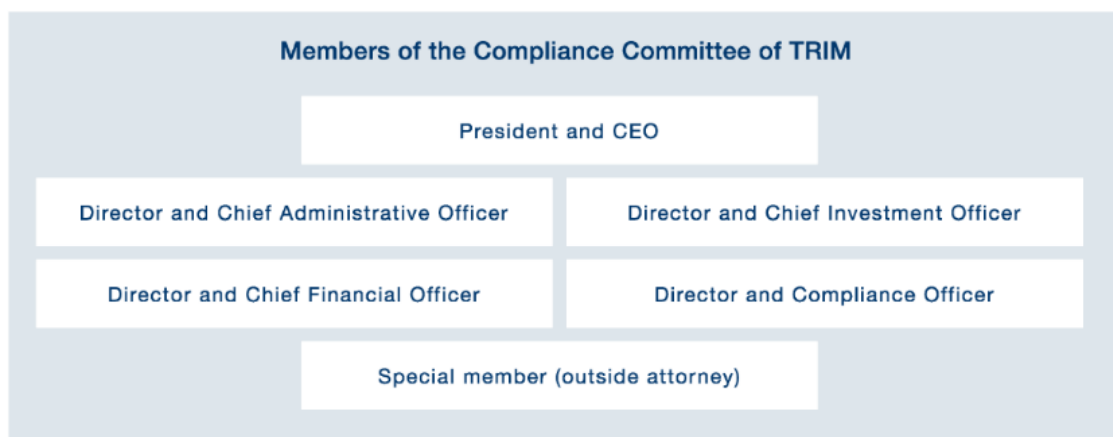 Members of the Compliance Committee of TRIM
President and CEO
Director and Chief Administrative Officer
Director and Chief Investment Officer
Director and Chief Financial Officer
Director and Compliance Officer
Special member (outside attorney)